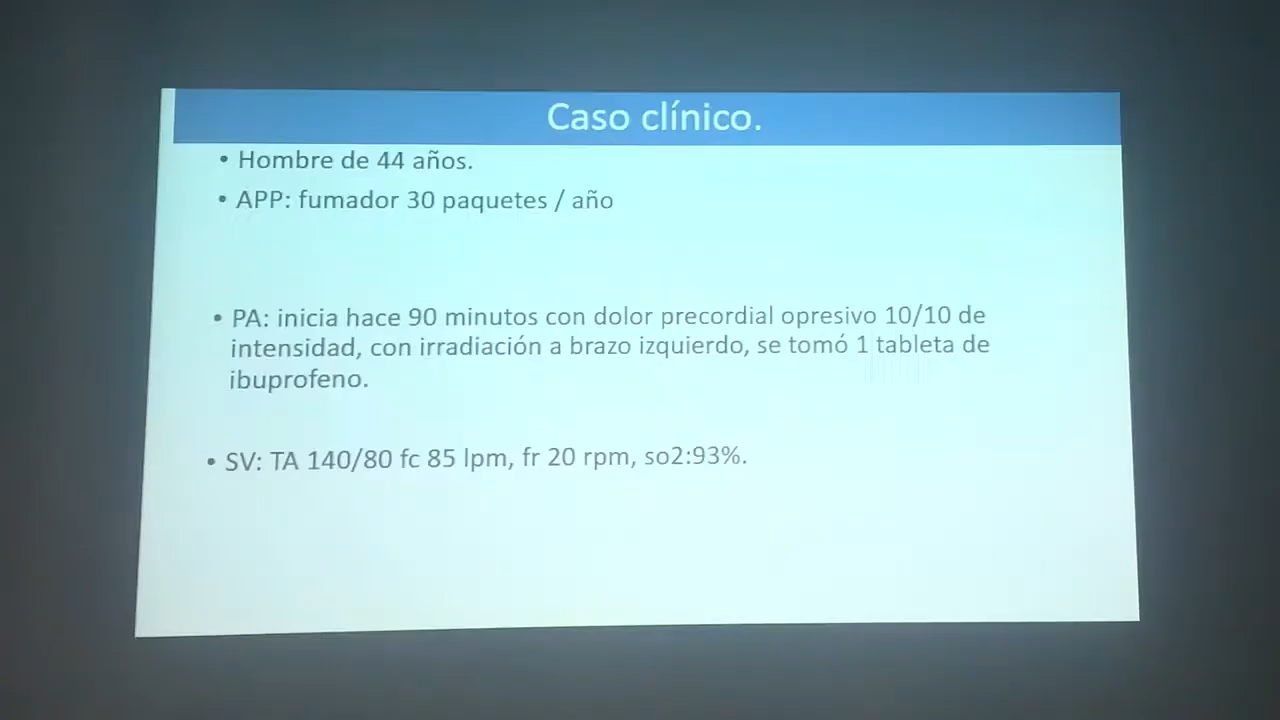 Caso clínico.
• Hombre de 44 años.
• APP: fumador 30 paquetes / año
• PA: inicia hace 90 minutos con dolor precordial opresivo 10/10 de
intensidad, con irradiación a brazo izquierdo, se tomó 1 tableta de
ibuprofeno.
• SV: TA 140/80 fc 85 lpm, fr 20 rpm, so2:93%.